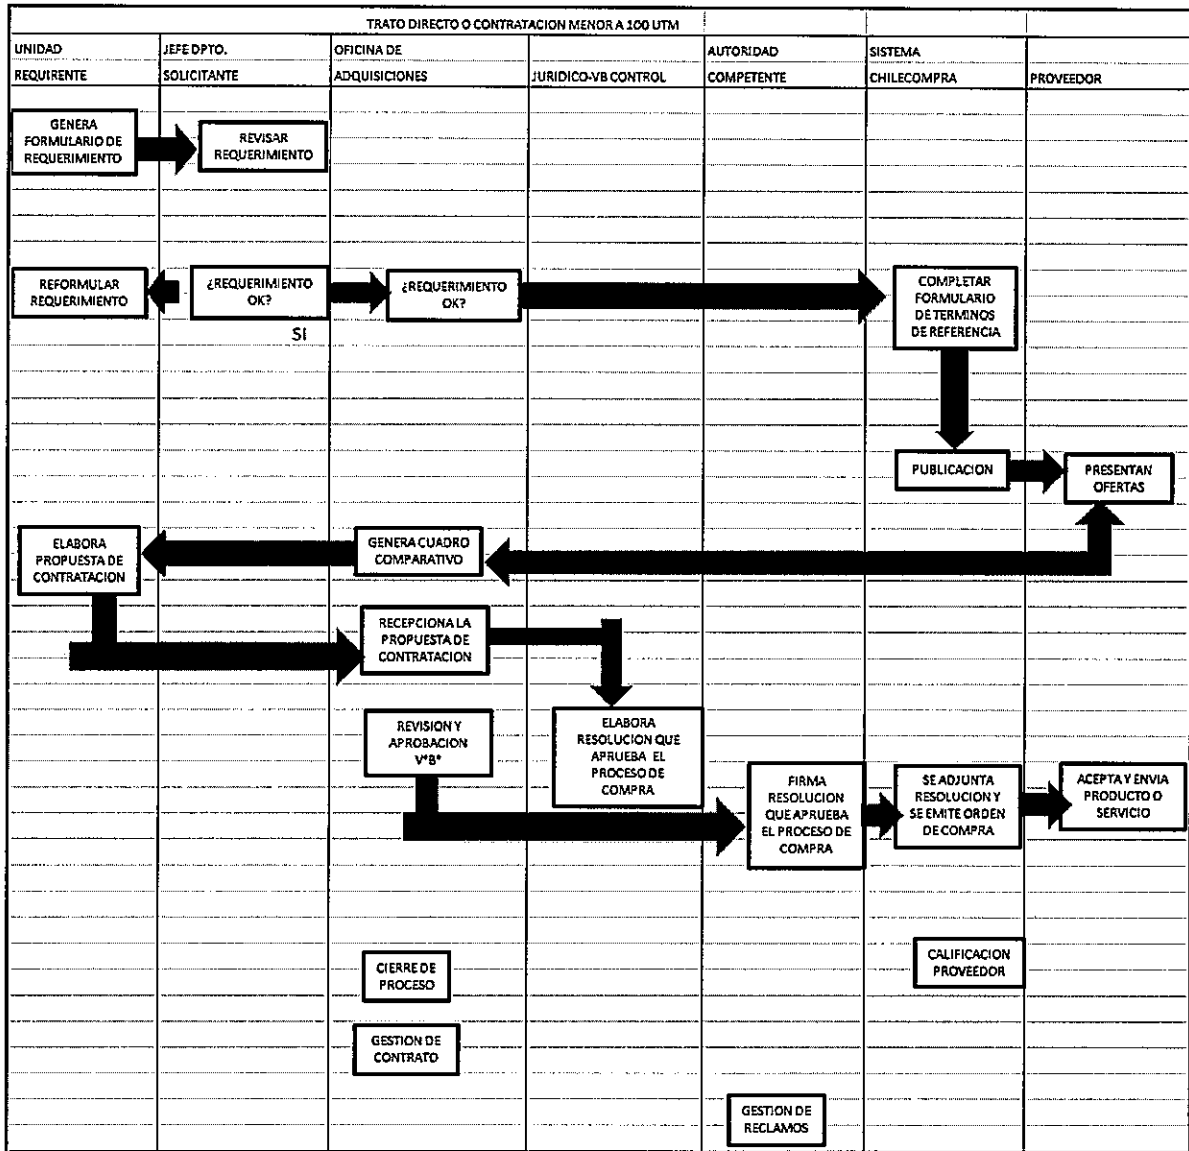 TRATO DIRECTO O CONTRATACION MENOR A 100 UTM
UNIDAD
REQUIRENTE
JEFE DPTO.
SOLICITANTE
OFICINA DE
ADQUISICIONES
JURIDICO-VB CONTROL
AUTORIDAD
COMPETENTE
SISTEMA
CHILECOMPRA
PROVEEDOR
GENERA
FORMULARIO DE
REQUERIMIENTO
REVISAR
REQUERIMIENTO
REFORMULAR
REQUERIMIENTO
¿REQUERIMIENTO
OK?
SI
¿REQUERIMIENTO
OK?
COMPLETAR
FORMULARIO
DE TERMINOS
DE REFERENCIA
PUBLICACION
PRESENTAN
OFERTAS
ELABORA
PROPUESTA DE
CONTRATACION
GENERA CUADRO
COMPARATIVO
RECEPCIONA LA
PROPUESTA DE
CONTRATACION
REVISION Y
APROBACION
V°B°
ELABORA
RESOLUCION QUE
APRUEBA EL
PROCESO DE
COMPRA
FIRMA
RESOLUCION
QUE APRUEBA
EL PROCESO DE
COMPRA
SE ADJUNTA
RESOLUCION Y
SE EMITE ORDEN
DE COMPRA
ACEPTA Y ENVIA
PRODUCTO O
SERVICIO
CIERRE DE
PROCESO
CALIFICACION
PROVEEDOR
GESTION DE
CONTRATO
GESTION DE
RECLAMOS